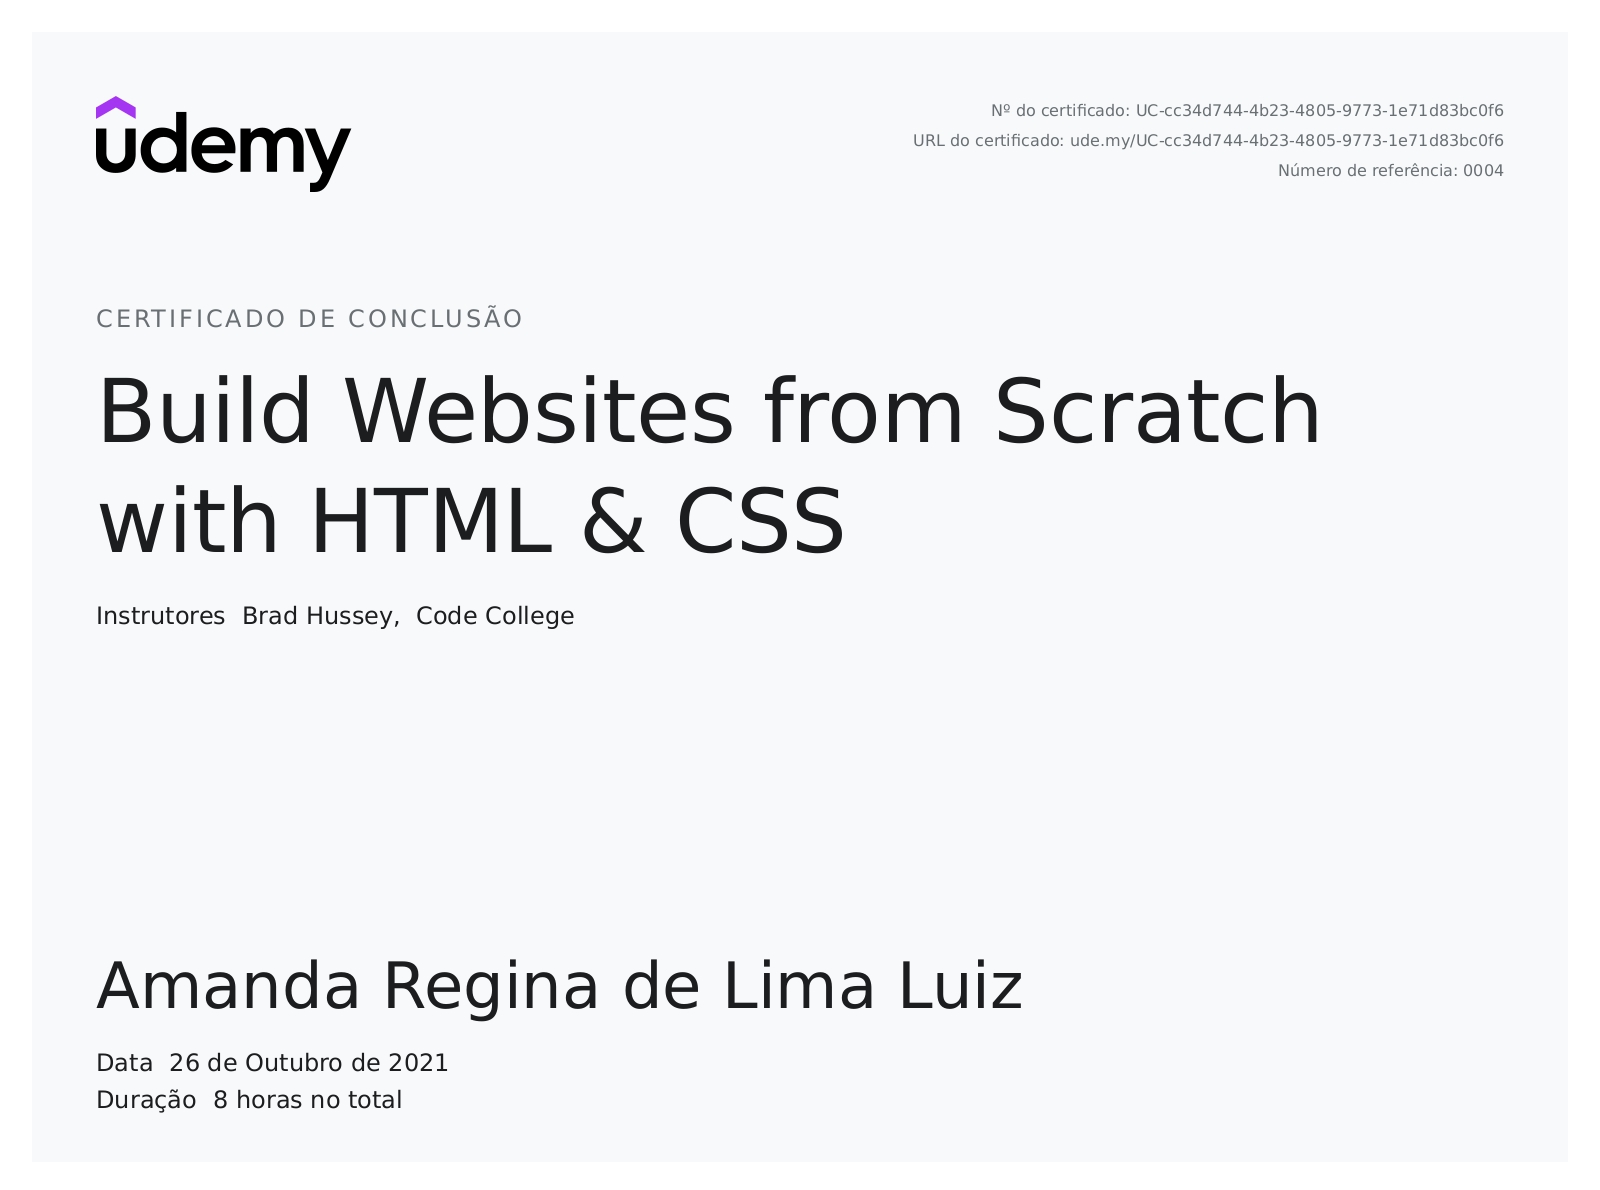 udemy
Nº do certificado: UC-cc34d744-4b23-4805-9773-1e71d83bc0f6
URL do certificado: ude.my/UC-cc34d744-4b23-4805-9773-1e71d83bc0f6
Número de referência: 0004
CERTIFICADO DE CONCLUSÃO
Build Websites from Scratch
with HTML & CSS
Instrutores Brad Hussey, Code College
Amanda Regina de Lima Luiz
Data 26 de Outubro de 2021
Duração 8 horas no total